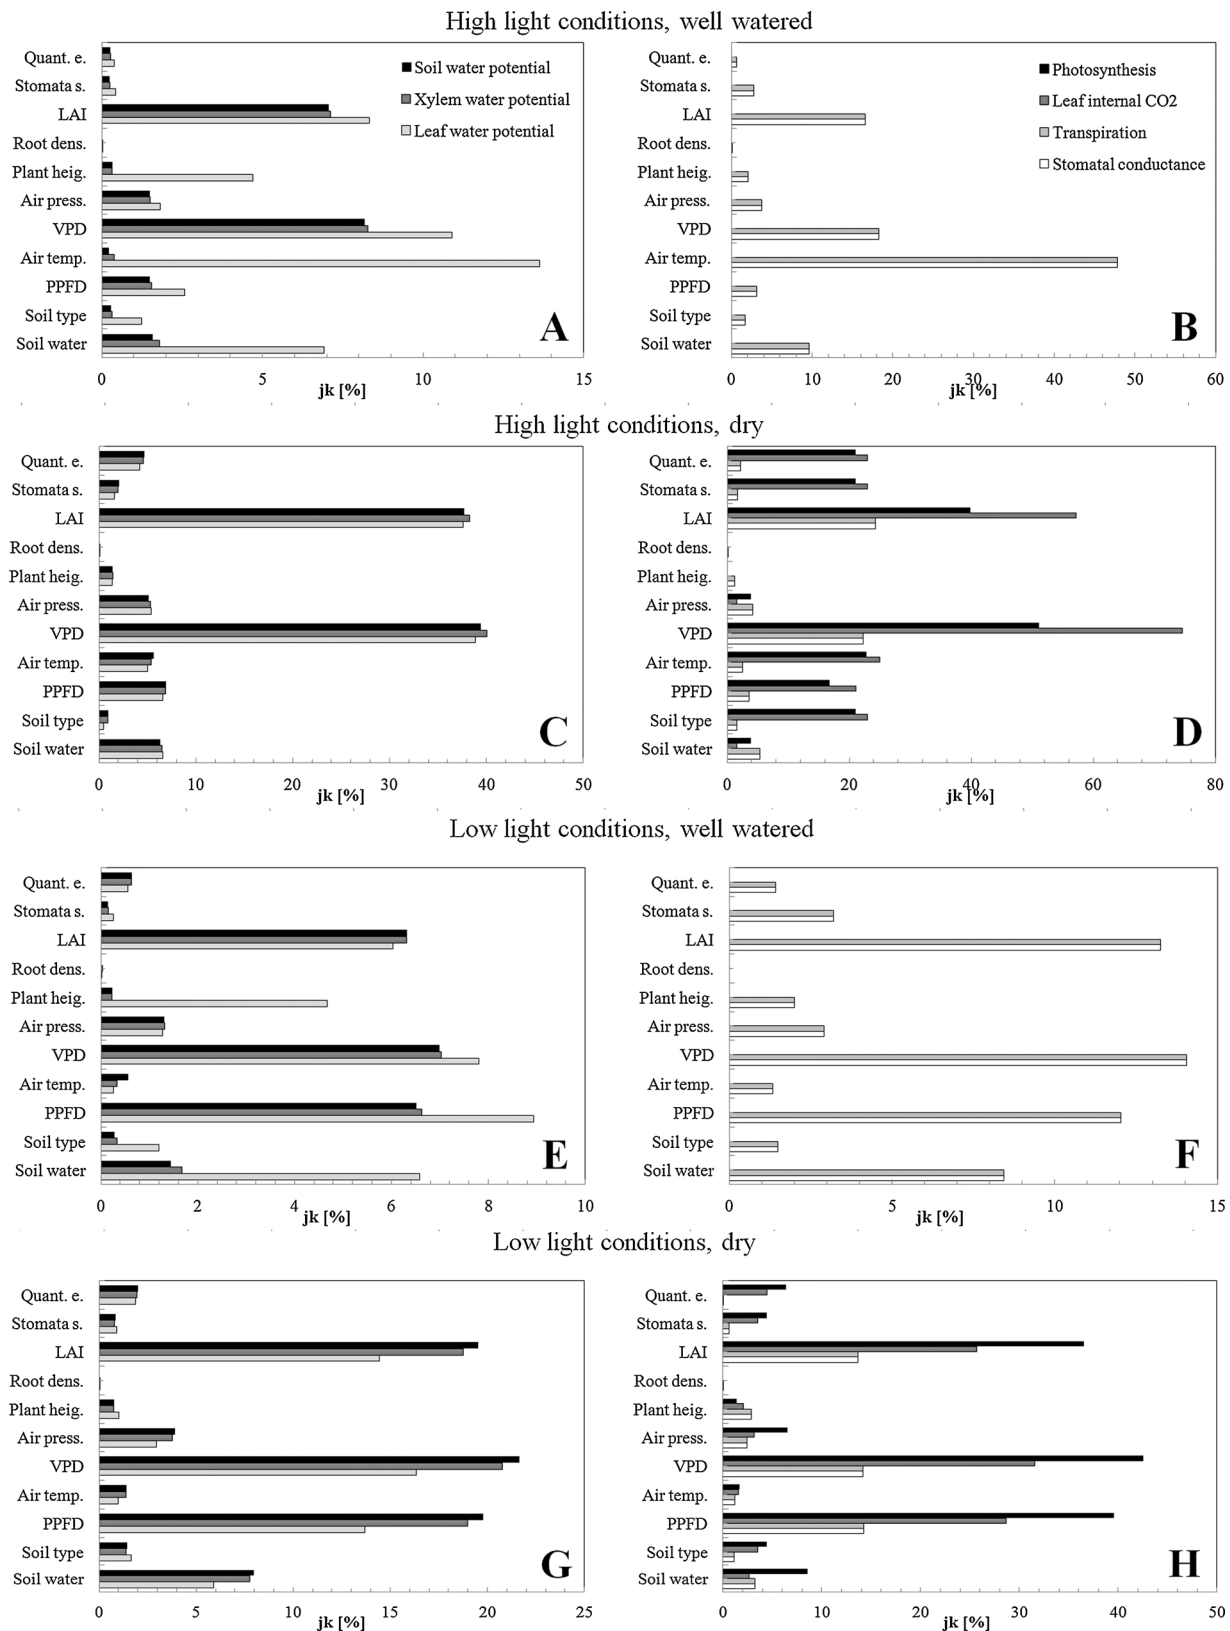 High light conditions, well watered
Quant. e.
Stomata s.
LAI
Root dens.
Plant heig.
Air press.
VPD
Air temp.
PPFD
Soil type
Soil water
Soil water potential
Xylem water potential
Leaf water potential
A
0 5 10 15
jk [%]
Quant. e.
Stomata s.
LAI
Root dens.
Plant heig.
Air press.
VPD
Air temp.
PPFD
Soil type
Soil water
Photosynthesis
Leaf internal CO2
Transpiration
Stomatal conductance
B
0 10 20 30 40 50 60
jk [%]
High light conditions, dry
Quant. e.
Stomata s.
LAI
Root dens.
Plant heig.
Air press.
VPD
Air temp.
PPFD
Soil type
Soil water
C
0 10 20 30 40 50
jk [%]
Quant. e.
Stomata s.
LAI
Root dens.
Plant heig.
Air press.
VPD
Air temp.
PPFD
Soil type
Soil water
D
0 20 40 60 80
jk [%]
Low light conditions, well watered
Quant. e.
Stomata s.
LAI
Root dens.
Plant heig.
Air press.
VPD
Air temp.
PPFD
Soil type
Soil water
E
0 2 4 6 8 10
jk [%]
Quant. e.
Stomata s.
LAI
Root dens.
Plant heig.
Air press.
VPD
Air temp.
PPFD
Soil type
Soil water
F
0 5 10 15
jk [%]
Low light conditions, dry
Quant. e.
Stomata s.
LAI
Root dens.
Plant heig.
Air press.
VPD
Air temp.
PPFD
Soil type
Soil water
G
0 5 10 15 20 25
jk [%]
Quant. e.
Stomata s.
LAI
Root dens.
Plant heig.
Air press.
VPD
Air temp.
PPFD
Soil type
Soil water
H
0 10 20 30 40 50
jk [%]